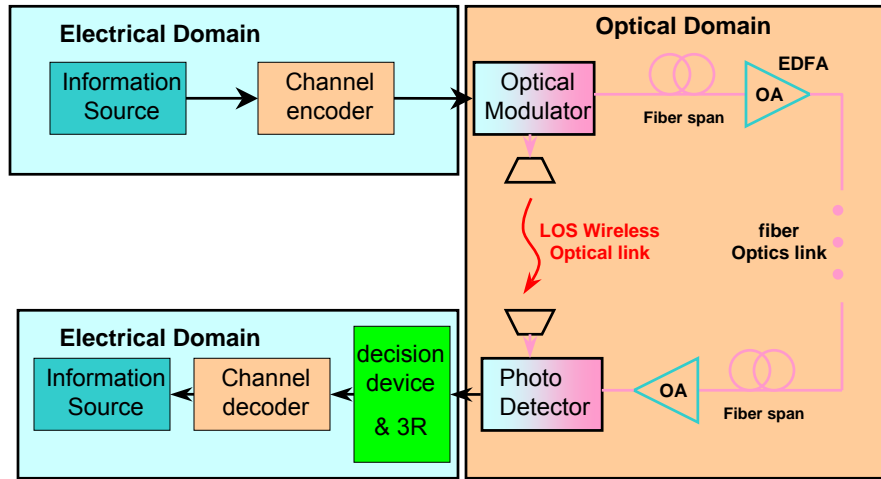 Electrical Domain
Information
Source
Channel
encoder
Optical Domain
Optical
Modulator
Fiber span
EDFA
OA
LOS Wireless
Optical link
fiber
Optics link
Electrical Domain
Information
Source
Channel
decoder
decision
device
& 3R
Photo
Detector
OA
Fiber span